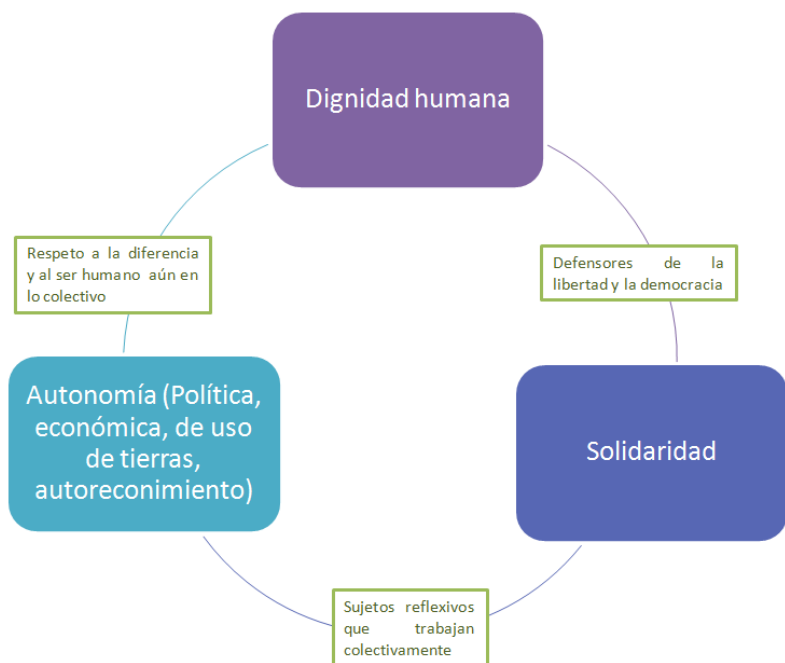 Dignidad humana
Respeto a la diferencia
y al ser humano aún en
lo colectivo
Defensores de la
libertad y la democracia
Autonomía (Política,
económica, de uso
de tierras,
autoreconimiento)
Solidaridad
Sujetos reflexivos
que trabajan
colectivamente